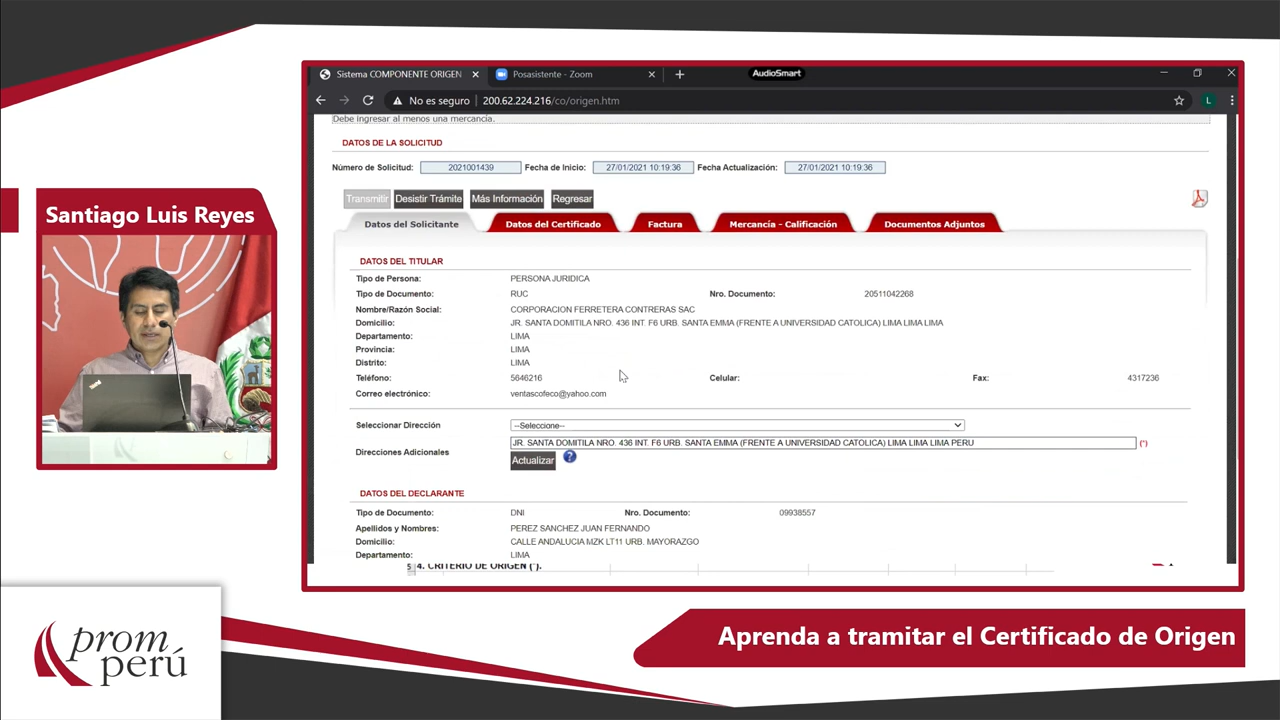 Santiago Luis Reyes
Sistema COMPONENTE ORIGEN
Posasistente - Zoom
AudioSmart
No es seguro | 200.62.224.216/co/origen.htm
L
Debe ingresar al menos una mercancía.
DATOS DE LA SOLICITUD
Número de Solicitud: 2021001439 Fecha de Inicio: 27/01/2021 10:19:36 Fecha Actualización: 27/01/2021 10:19:36
Transmitir Desistir Trámite Más Información Regresar
Datos del Solicitante Datos del Certificado Factura Mercancía - Calificación Documentos Adjuntos
DATOS DEL TITULAR
Tipo de Persona: PERSONA JURIDICA
Tipo de Documento: RUC Nro. Documento: 20511042268
Nombre/Razón Social: CORPORACION FERRETERA CONTRERAS SAC
Domicilio: JR. SANTA DOMITILA NRO. 436 INT. F6 URB. SANTA EMMA (FRENTE A UNIVERSIDAD CATOLICA) LIMA LIMA LIMA
Departamento: LIMA
Provincia: LIMA
Distrito: LIMA
Teléfono: 5646216 Celular: Fax: 4317236
Correo electrónico: ventascofeco@yahoo.com
Seleccionar Dirección --Seleccione--
JR. SANTA DOMITILA NRO. 436 INT. F6 URB. SANTA EMMA (FRENTE A UNIVERSIDAD CATOLICA) LIMA LIMA LIMA PERU (*)
Direcciones Adicionales
Actualizar ?
DATOS DEL DECLARANTE
Tipo de Documento: DNI Nro. Documento: 09938557
Apellidos y Nombres: PEREZ SANCHEZ JUAN FERNANDO
Domicilio: CALLE ANDALUCIA MZK LT11 URB. MAYORAZGO
Departamento: LIMA
4. CRITERIO DE ORIGEN (*).
prom
perú
Aprenda a tramitar el Certificado de Origen